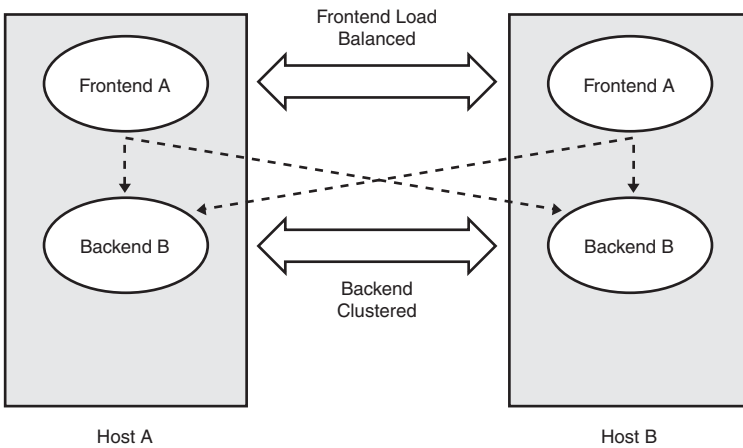 Frontend Load
Balanced
Frontend A
Frontend A
Backend B
Backend B
Backend
Clustered
Host A
Host B